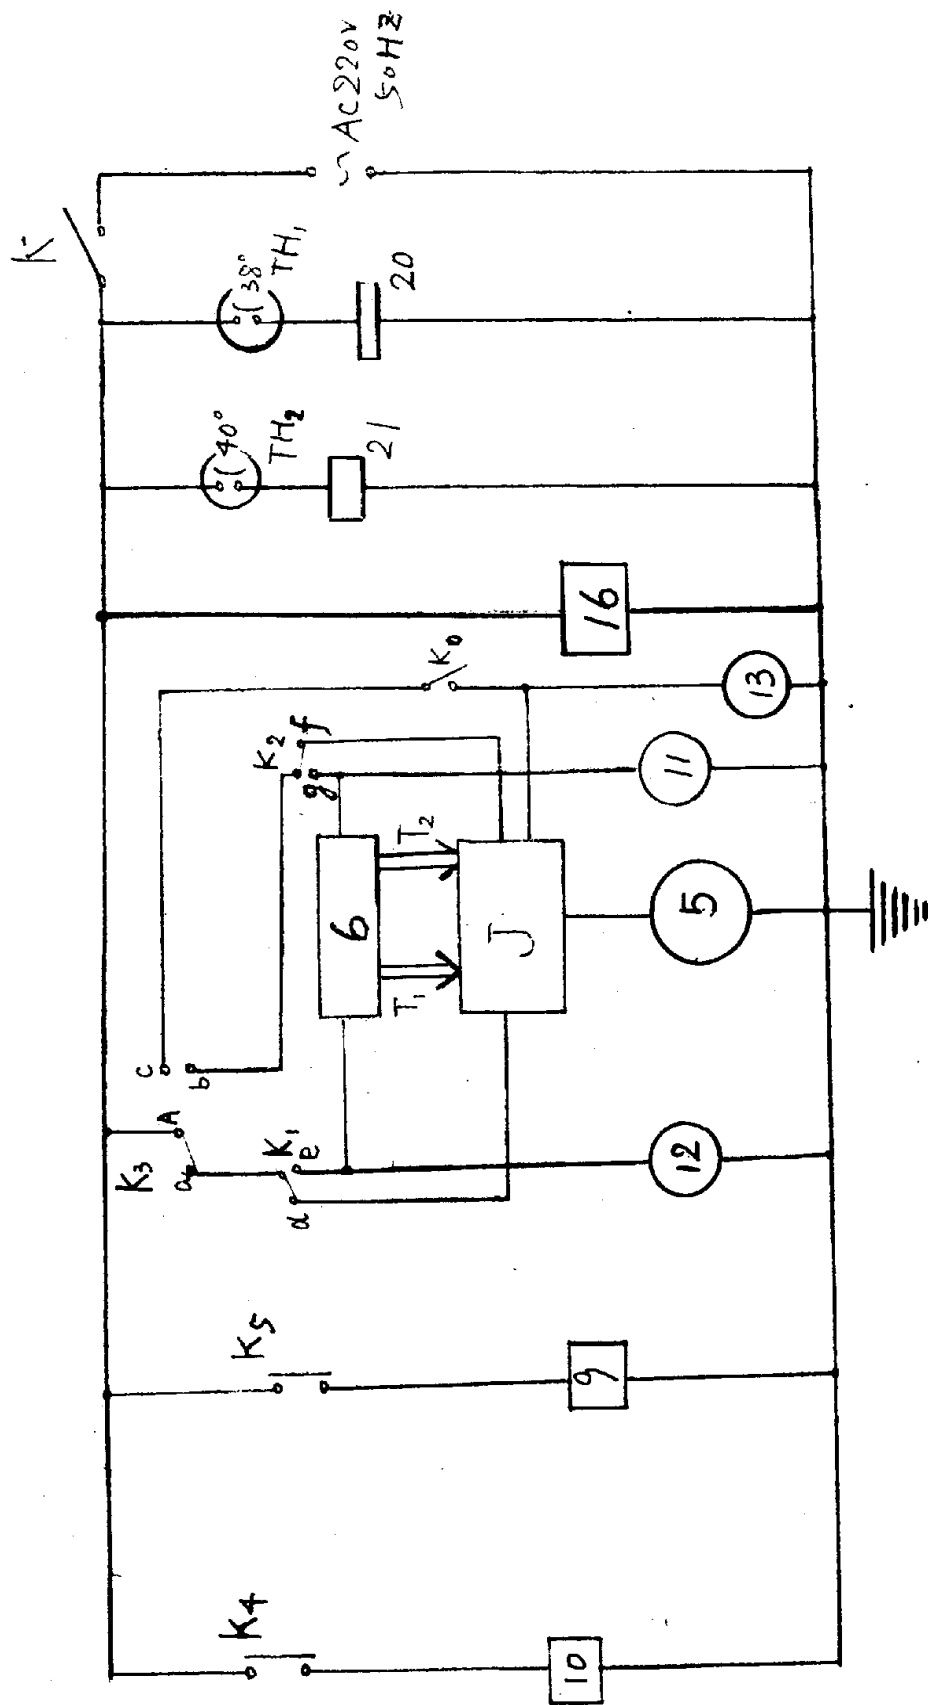 K
AC220V
50HZ
38°
TH₁
20
40°
TH₂
21
16
K₀
13
K₂
f
g
11
6
T₂
T₁
J
5
c
b
A
K₃
a
K₁
e
d
12
K₅
9
K₄
10